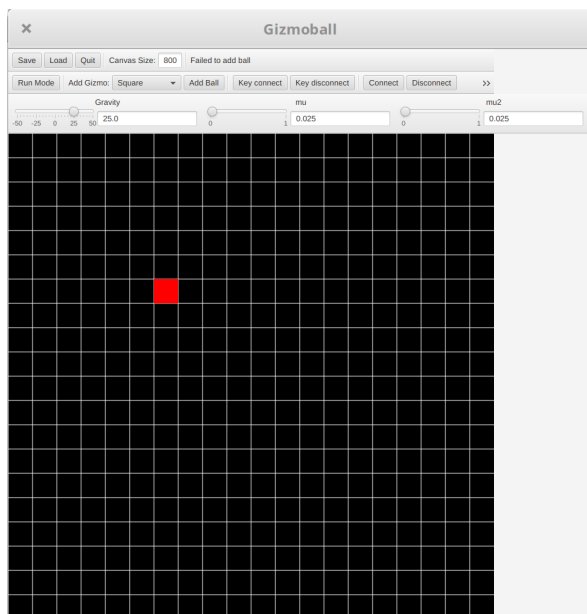 Gizmoball
Save Load Quit Canvas Size: 800 Failed to add ball
Run Mode Add Gizmo: Square Add Ball Key connect Key disconnect Connect Disconnect >>
Gravity mu mu2
25.0 0.025 0.025
-50 -25 0 25 50 0 1 0 1